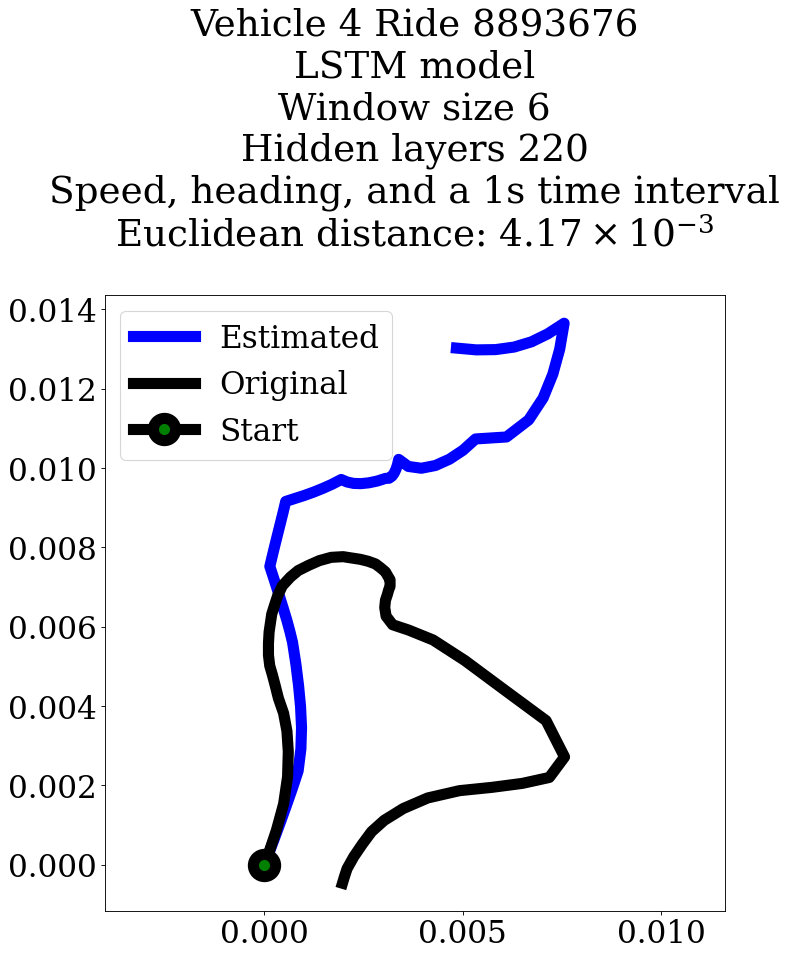 Vehicle 4 Ride 8893676
LSTM model
Window size 6
Hidden layers 220
Speed, heading, and a 1s time interval
Euclidean distance: 4.17 × 10⁻³
0.014
0.012
0.010
0.008
0.006
0.004
0.002
0.000
Estimated
Original
Start
0.000 0.005 0.010